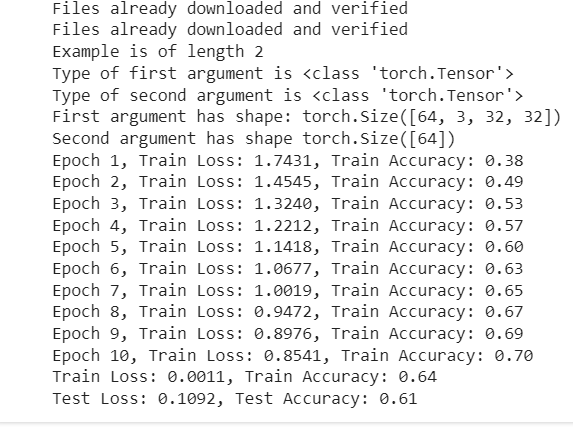 Files already downloaded and verified
Files already downloaded and verified
Example is of length 2
Type of first argument is <class 'torch.Tensor'>
Type of second argument is <class 'torch.Tensor'>
First argument has shape: torch.Size([64, 3, 32, 32])
Second argument has shape torch.Size([64])
Epoch 1, Train Loss: 1.7431, Train Accuracy: 0.38
Epoch 2, Train Loss: 1.4545, Train Accuracy: 0.49
Epoch 3, Train Loss: 1.3240, Train Accuracy: 0.53
Epoch 4, Train Loss: 1.2212, Train Accuracy: 0.57
Epoch 5, Train Loss: 1.1418, Train Accuracy: 0.60
Epoch 6, Train Loss: 1.0677, Train Accuracy: 0.63
Epoch 7, Train Loss: 1.0019, Train Accuracy: 0.65
Epoch 8, Train Loss: 0.9472, Train Accuracy: 0.67
Epoch 9, Train Loss: 0.8976, Train Accuracy: 0.69
Epoch 10, Train Loss: 0.8541, Train Accuracy: 0.70
Train Loss: 0.0011, Train Accuracy: 0.64
Test Loss: 0.1092, Test Accuracy: 0.61